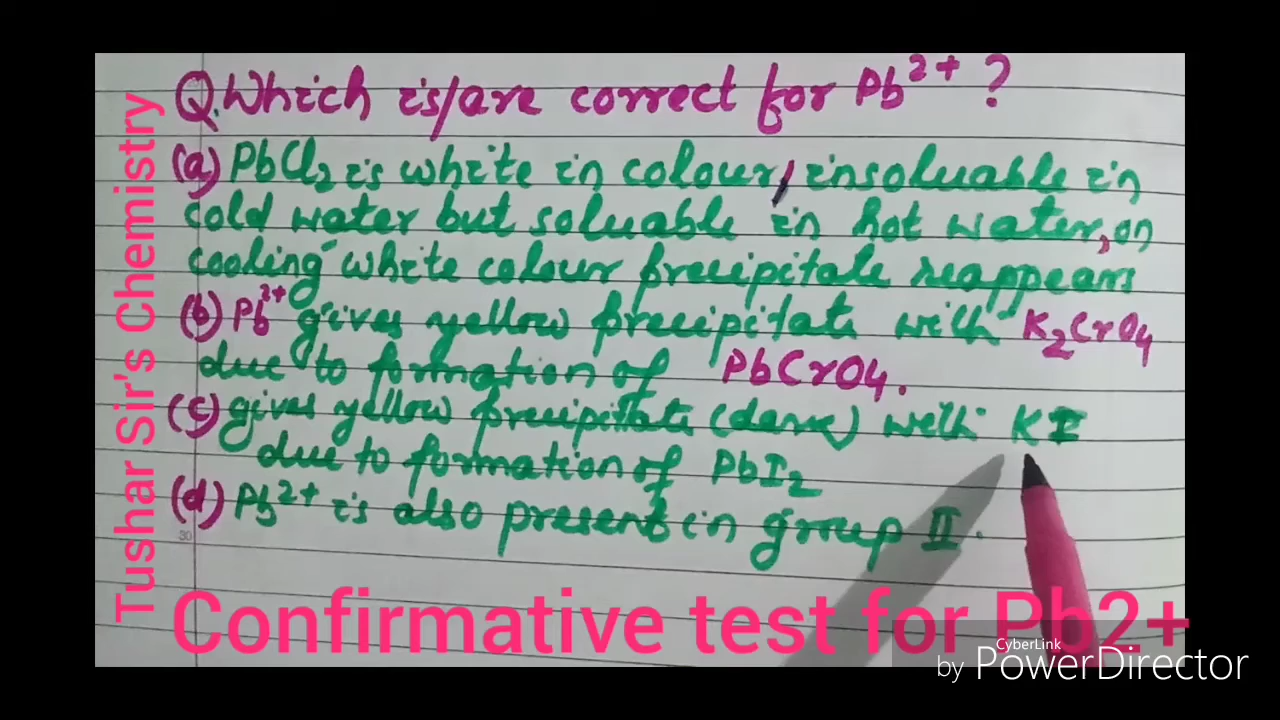 Q. Which is/are correct for Pb2+ ?
(a) PbCl2 is white in colour, insoluable in
cold water but soluable in hot water, on
cooling white colour precipitate reappears
(b) Pb2+ gives yellow precipitate with K2CrO4
due to formation of PbCrO4.
(c) gives yellow precipitate (dense) with KI
due to formation of PbI2
(d) Pb2+ is also present in group II.
30
Tushar Sir's Chemistry
Confirmative test for Pb2+
CyberLink
by PowerDirector